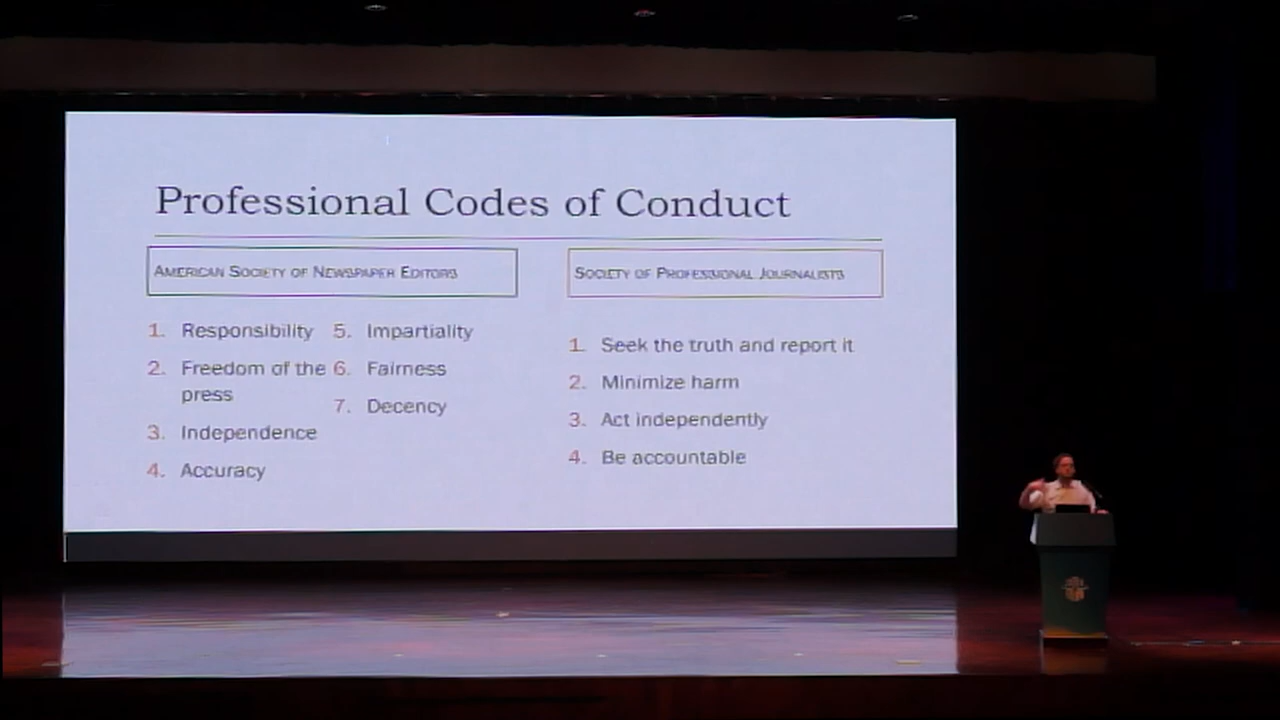 Professional Codes of Conduct
AMERICAN SOCIETY OF NEWSPAPER EDITORS
1. Responsibility
2. Freedom of the
press
3. Independence
4. Accuracy
5. Impartiality
6. Fairness
7. Decency
SOCIETY OF PROFESSIONAL JOURNALISTS
1. Seek the truth and report it
2. Minimize harm
3. Act independently
4. Be accountable